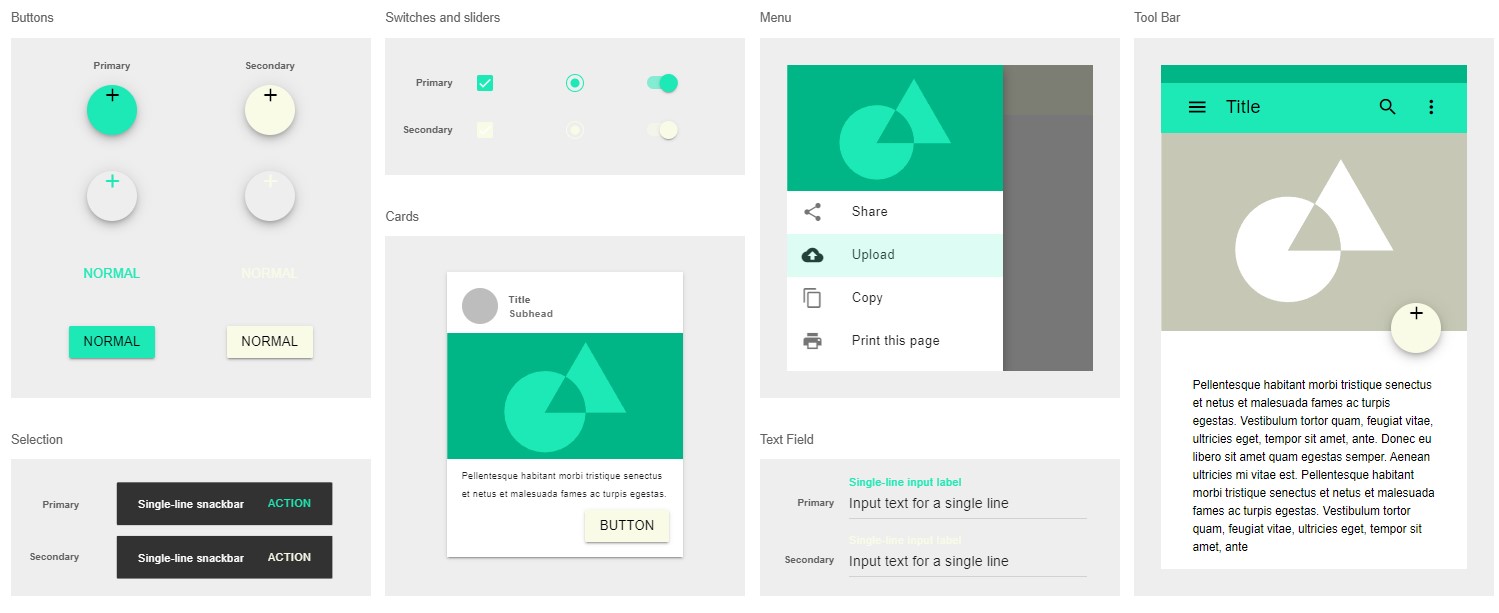 Buttons
Primary
Secondary
NORMAL
NORMAL
NORMAL
NORMAL
Selection
Primary
Single-line snackbar
ACTION
Secondary
Single-line snackbar
ACTION
Switches and sliders
Primary
Secondary
Cards
Title
Subhead
Pellentesque habitant morbi tristique senectus
et netus et malesuada fames ac turpis egestas.
BUTTON
Menu
Share
Upload
Copy
Print this page
Text Field
Primary
Single-line input label
Input text for a single line
Secondary
Single-line input label
Input text for a single line
Tool Bar
Title
Pellentesque habitant morbi tristique senectus
et netus et malesuada fames ac turpis
egestas. Vestibulum tortor quam, feugiat vitae,
ultricies eget, tempor sit amet, ante. Donec eu
libero sit amet quam egestas semper. Aenean
ultricies mi vitae est. Pellentesque habitant
morbi tristique senectus et netus et malesuada
fames ac turpis egestas. Vestibulum tortor
quam, feugiat vitae, ultricies eget, tempor sit
amet, ante